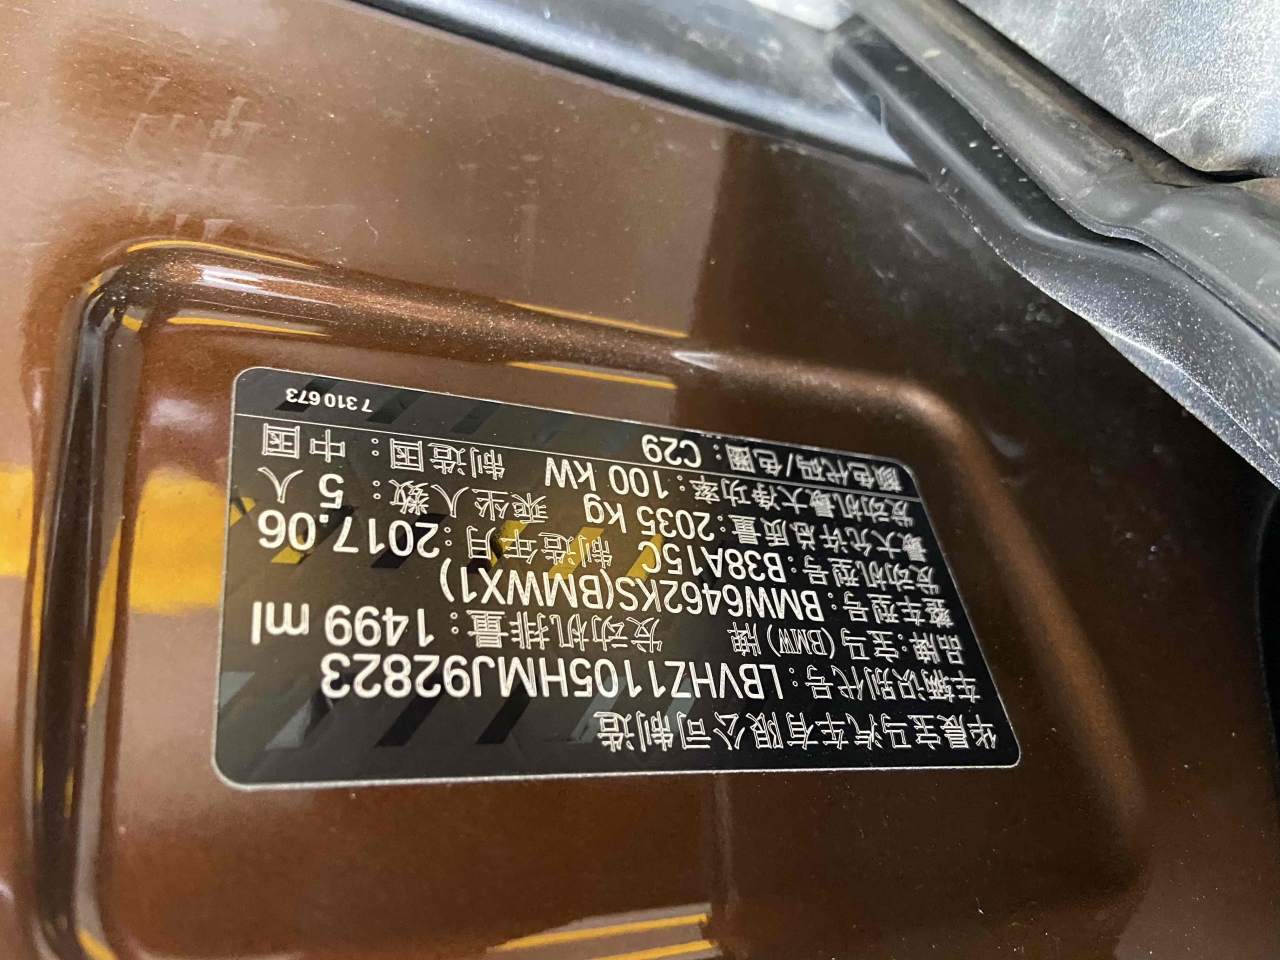 华晨宝马汽车有限公司制造
车辆识别代号：LBVHZ1105HMJ92823
品牌：宝马(BMW)牌 发动机排量：1499 ml
整车型号：BMW6462KS(BMWX1)
发动机型号：B38A15C 制造年月：2017.06
最大允许总质量：2035 kg 乘坐人数：5 人
发动机最大净功率：100 kW 制造国：中国
颜色代码/色圈：C29
7 310 673